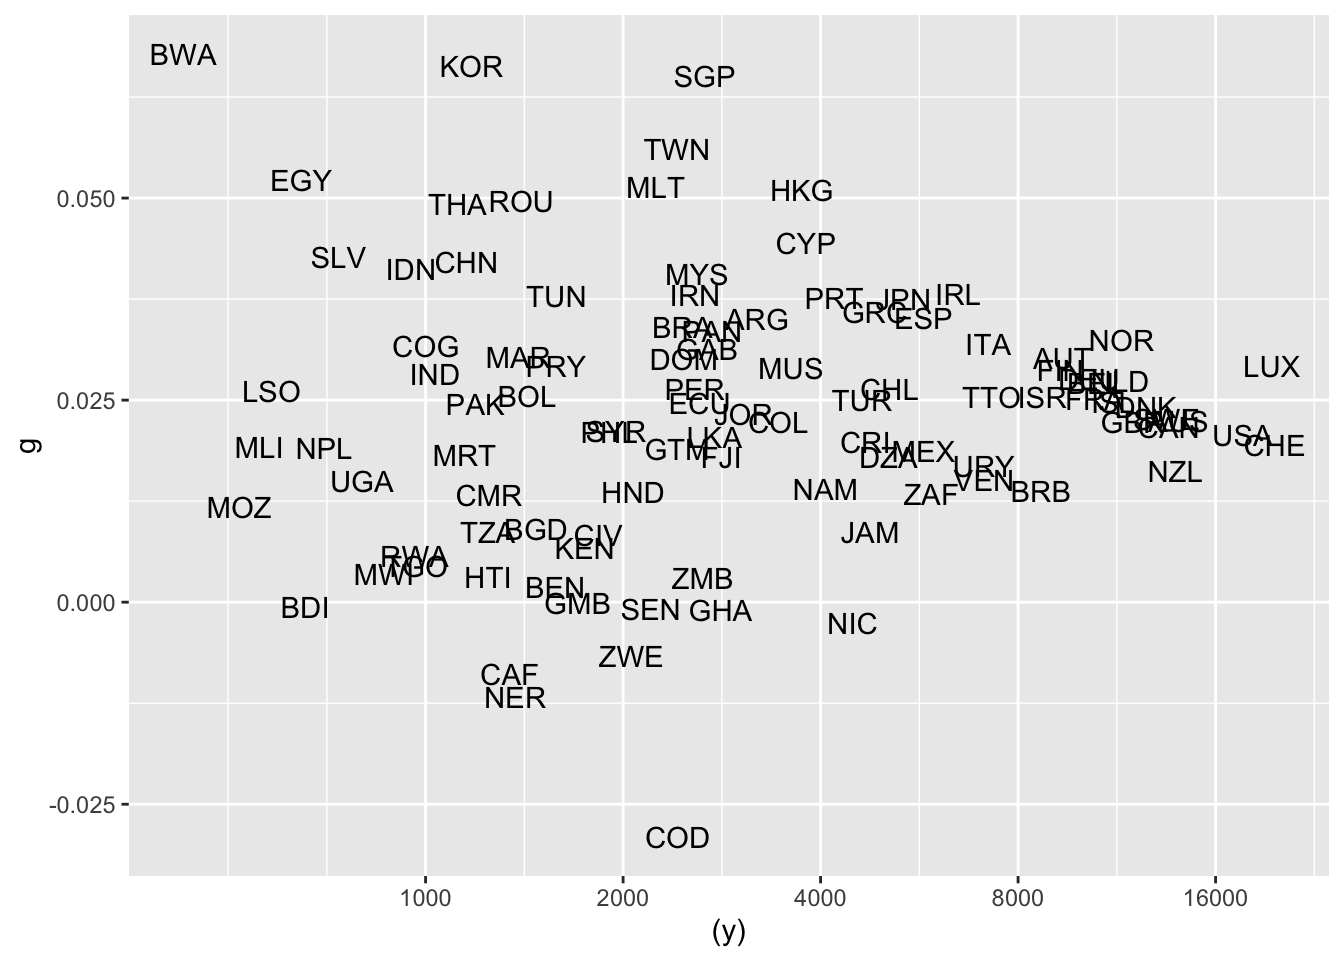 BWA
KOR
SGP
TWN
EGY
MLT
HKG
0.050
THA
ROU
CYP
SLV
IDN
CHN
MYS
TUN
IRN
PRT
JPN
IRL
GRC
ESP
ARG
BRA
PAN
NOR
ITA
COG
GAB
MAR
PRY
DOM
AUT
FIN
LUX
MUS
IND
LSO
PER
CHL
0.025
BOL
PAK
ECU
TUR
TTO
ISR
FRA
JOR
COL
DNK
SWE
CAN
PHL
SYR
LKA
USA
CHE
MLI
NPL
GTM
CRI
MEX
MRT
FJI
DZA
URY
NZL
g
UGA
VEN
CMR
HND
NAM
ZAF
BRB
MOZ
TZA
BGD
CIV
JAM
KEN
RWA
TGO
MWI
HTI
BEN
ZMB
0.000
BDI
GMB
SEN
GHA
NIC
ZWE
CAF
NER
-0.025
COD
1000
2000
4000
8000
16000
(y)